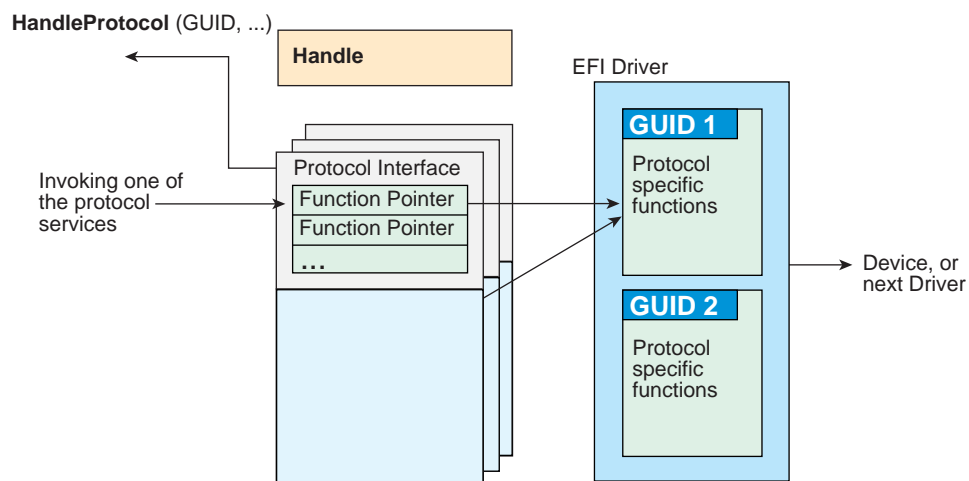 HandleProtocol (GUID, ...)
Handle
EFI Driver
GUID 1
Protocol
specific
functions
Protocol Interface
Function Pointer
Function Pointer
...
Invoking one of
the protocol
services
Device, or
next Driver
GUID 2
Protocol
specific
functions